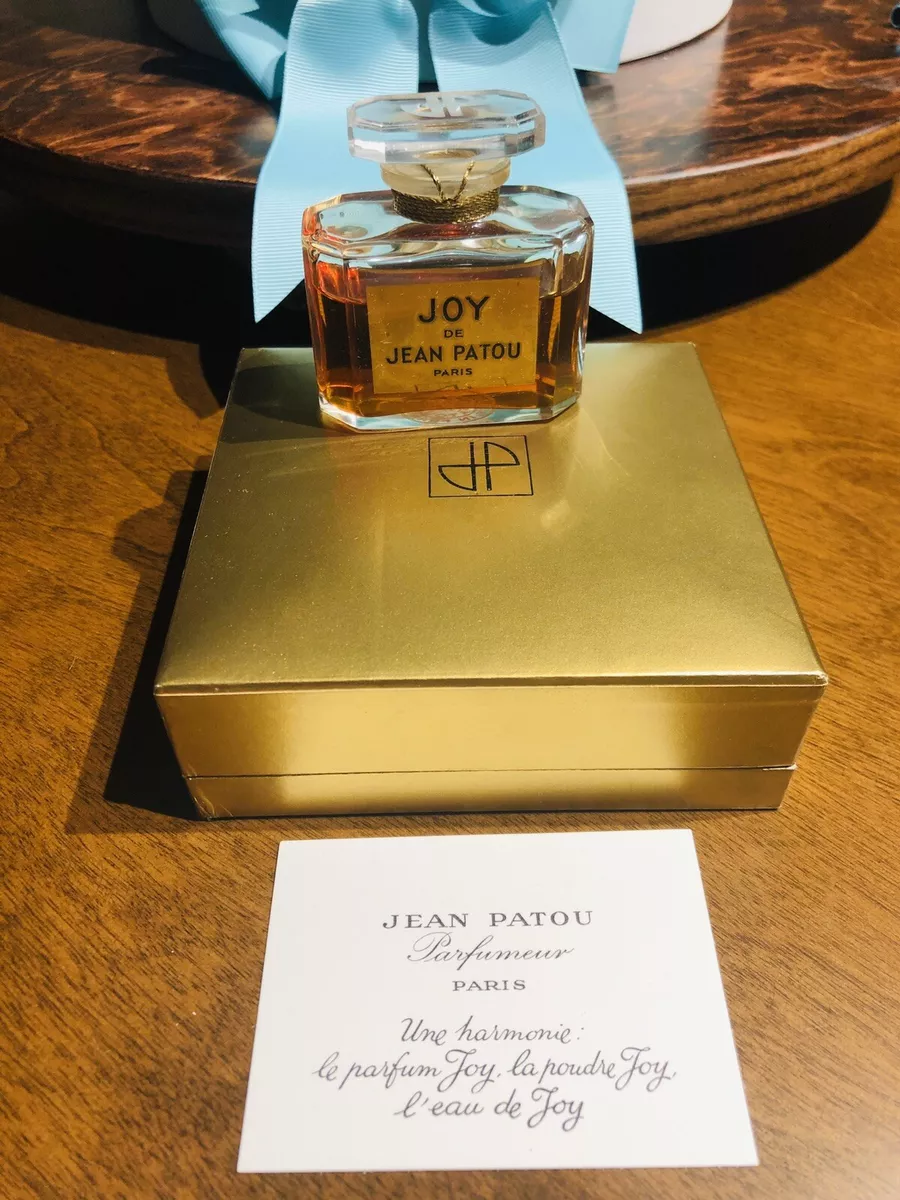 JOY
DE
JEAN PATOU
PARIS
JP
JEAN PATOU
Parfumeur
PARIS
Une harmonie:
le parfum Joy, la poudre Joy,
l'eau de Joy